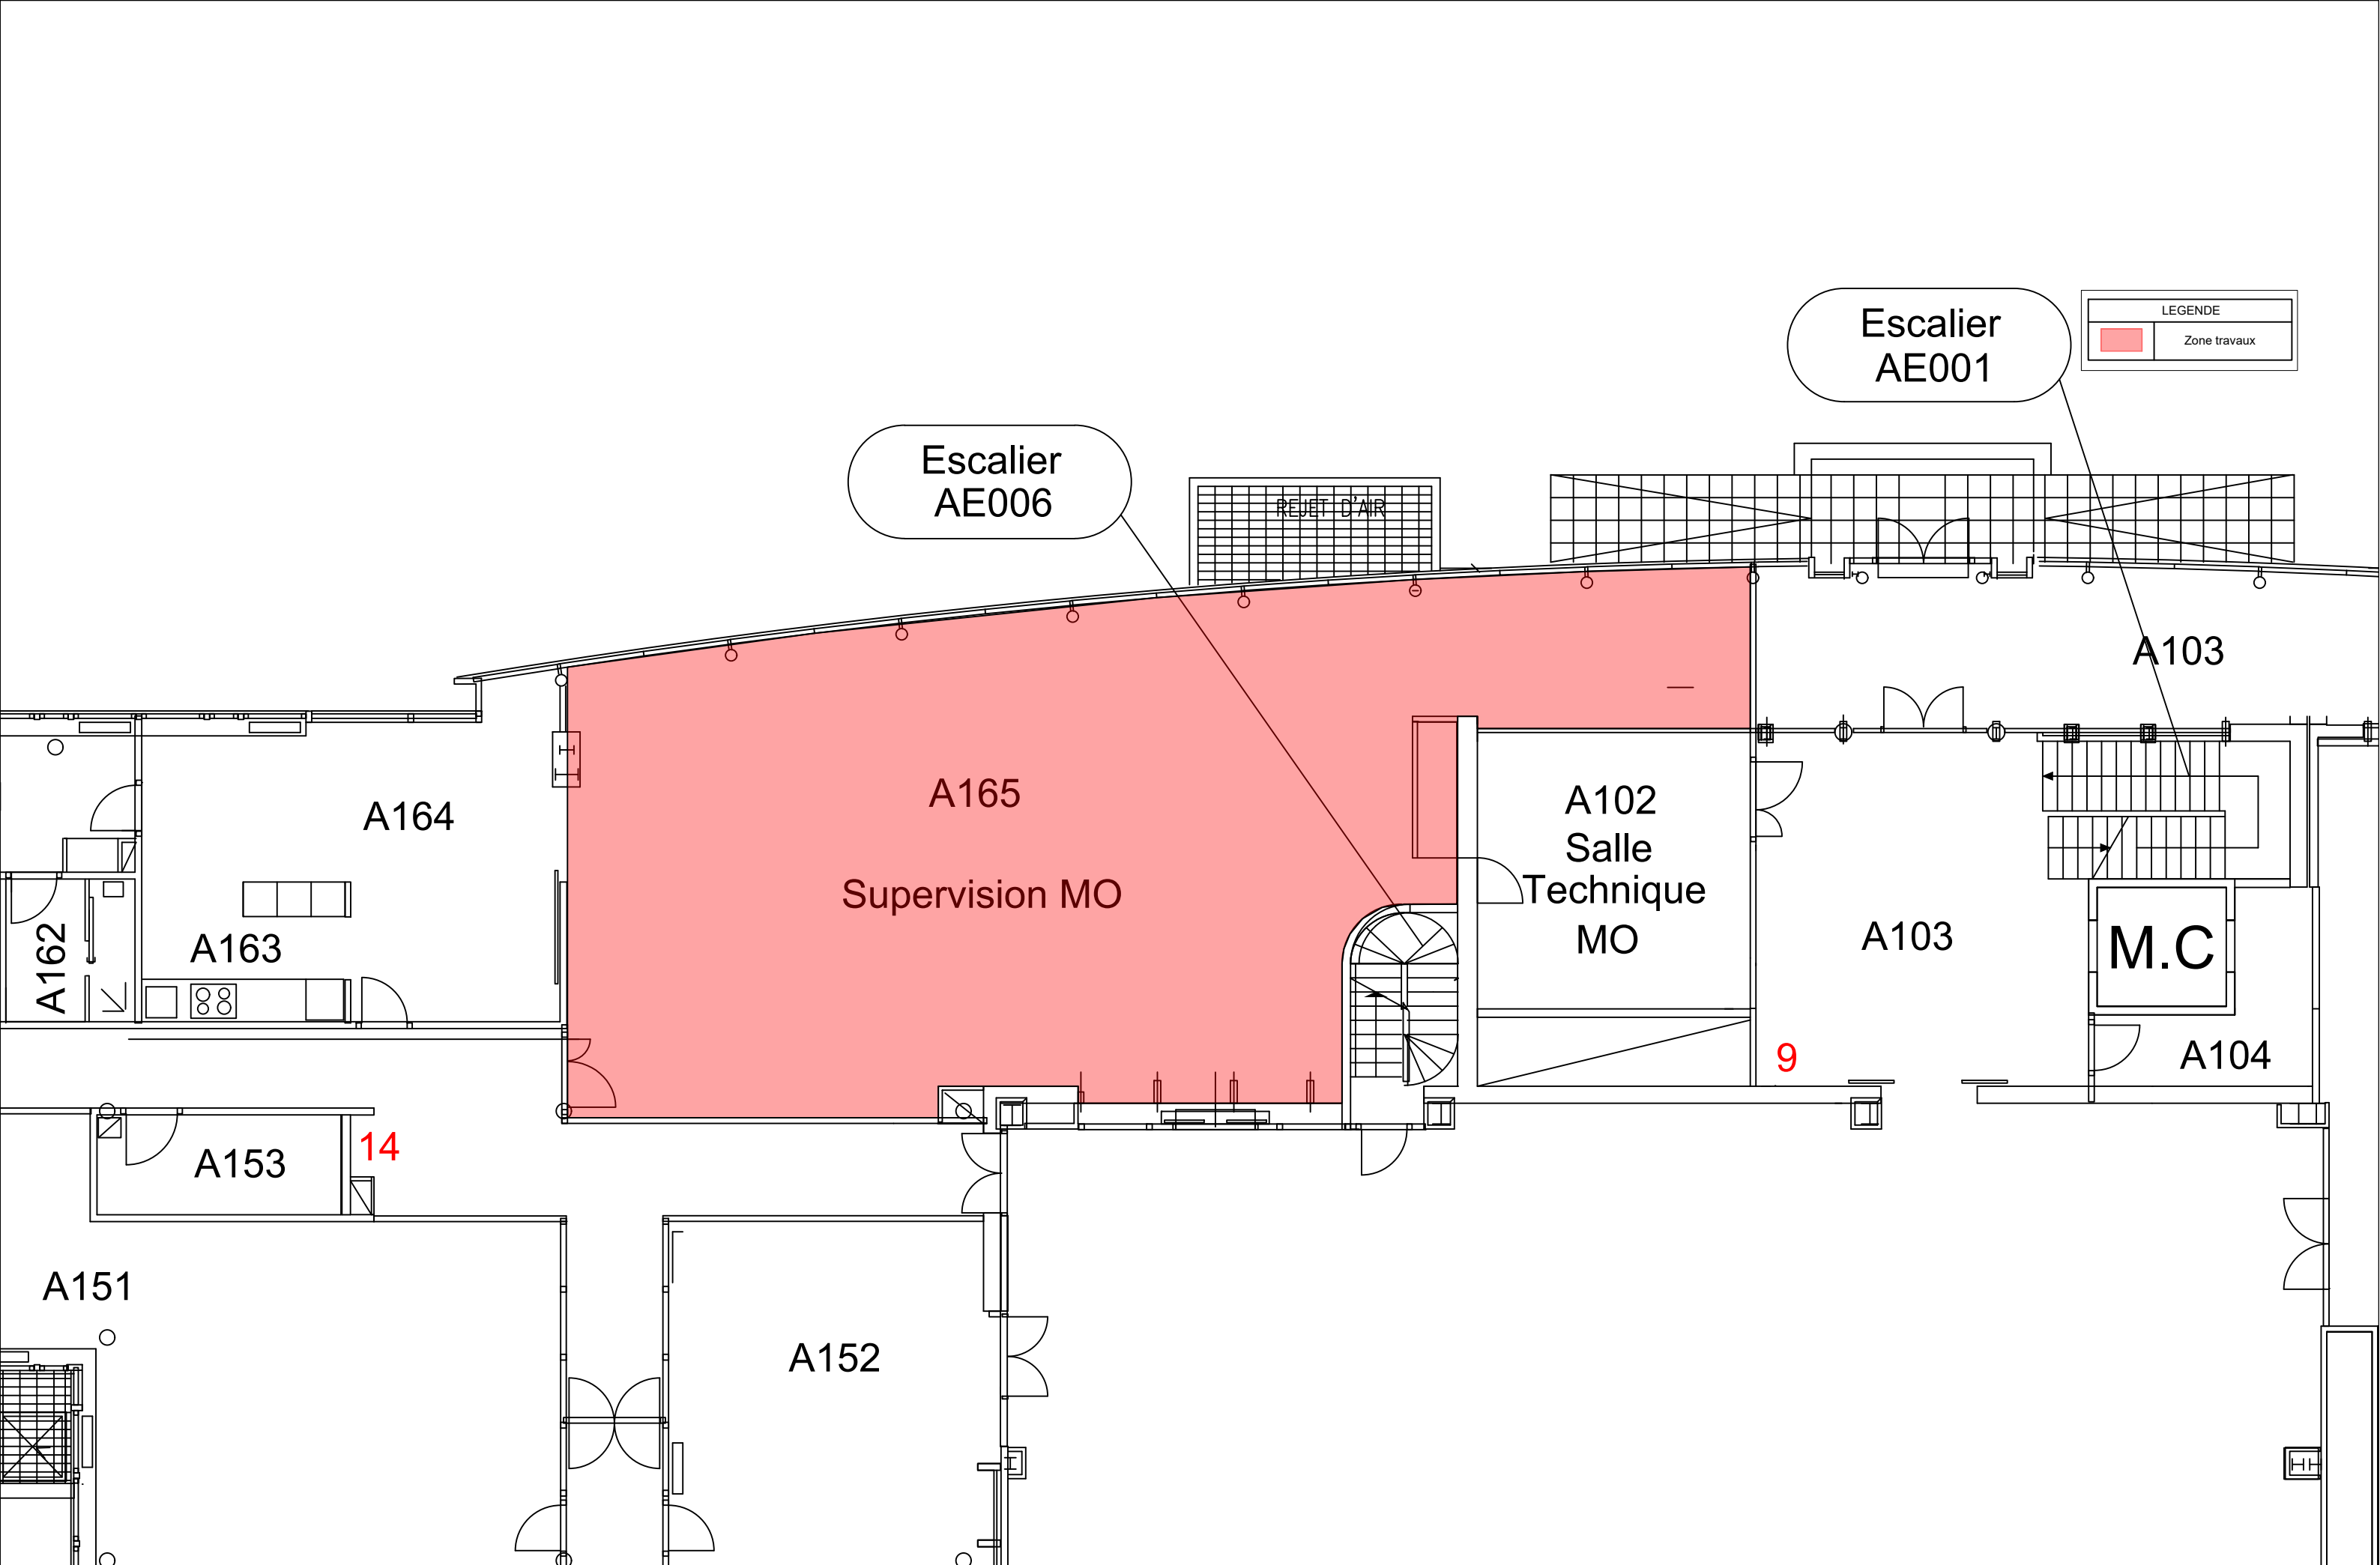 Escalier
AE001
LEGENDE
Zone travaux
Escalier
AE006
REJET D'AIR
A103
A165
Supervision MO
A102
Salle
Technique
MO
A164
A163
A162
A103
M.C
A104
9
14
A153
A151
A152